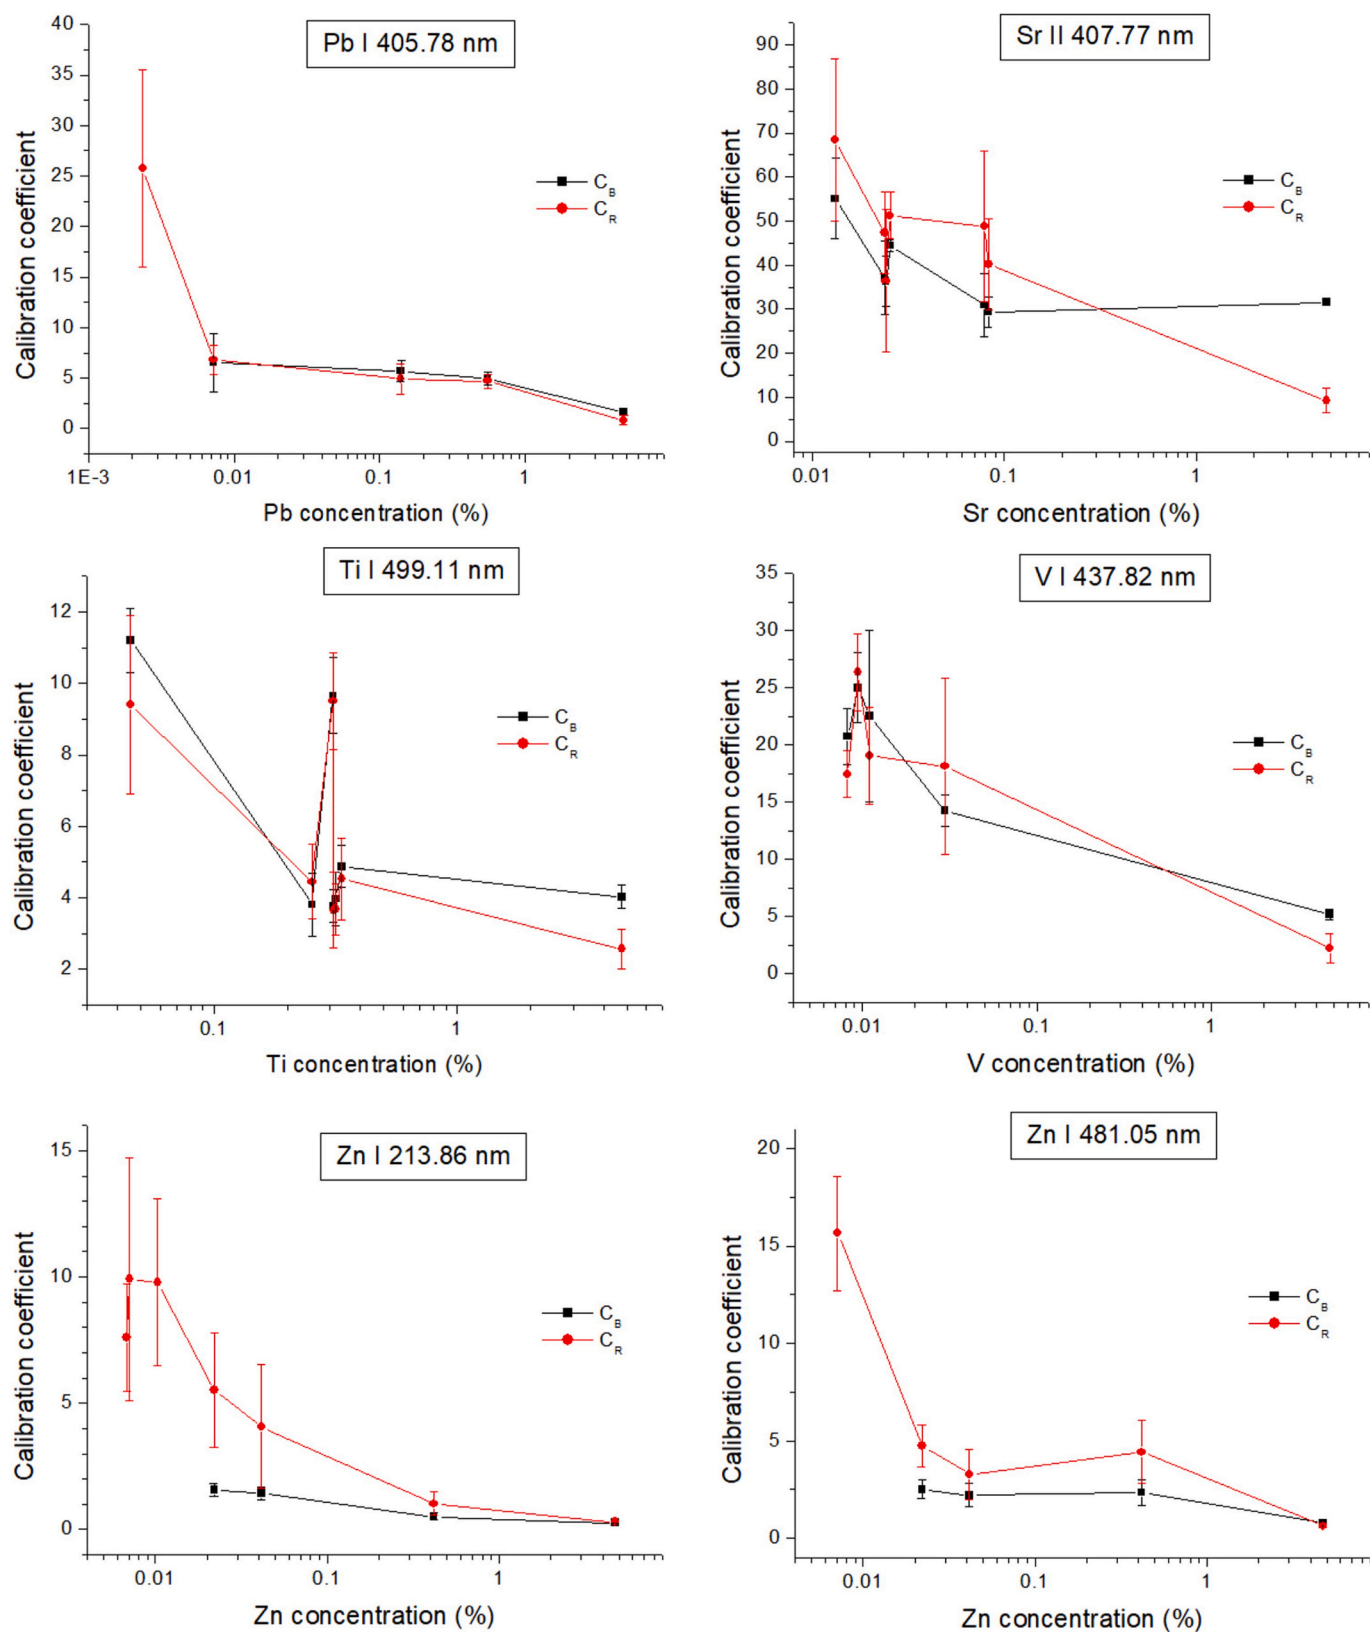 Pb I 405.78 nm
40
35
30
25
20
15
10
5
0
Calibration coefficient
C_B
C_R
1E-3
0.01
0.1
1
Pb concentration (%)
Sr II 407.77 nm
90
80
70
60
50
40
30
20
10
0
Calibration coefficient
C_B
C_R
0.01
0.1
1
Sr concentration (%)
Ti I 499.11 nm
12
10
8
6
4
2
Calibration coefficient
C_B
C_R
0.1
1
Ti concentration (%)
V I 437.82 nm
35
30
25
20
15
10
5
0
Calibration coefficient
C_B
C_R
0.01
0.1
1
V concentration (%)
Zn I 213.86 nm
15
10
5
0
Calibration coefficient
C_B
C_R
0.01
0.1
1
Zn concentration (%)
Zn I 481.05 nm
20
15
10
5
0
Calibration coefficient
C_B
C_R
0.01
0.1
1
Zn concentration (%)